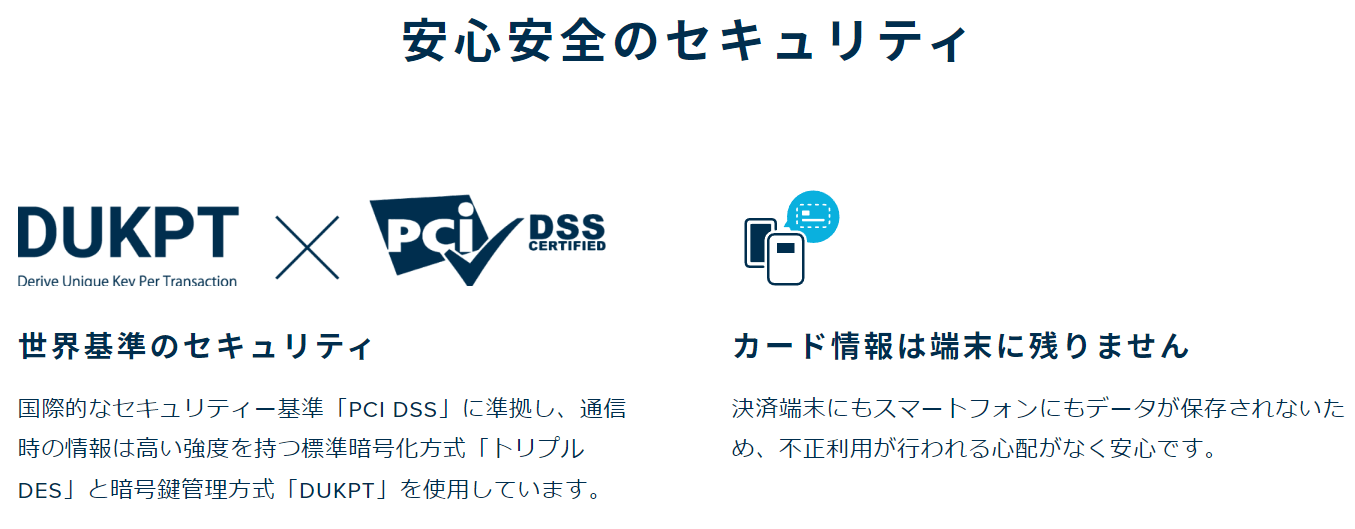 安心安全のセキュリティ
DUKPT
Derive Unique Key Per Transaction
PCi
DSS
CERTIFIED
世界基準のセキュリティ
国際的なセキュリティー基準「PCI DSS」に準拠し、通信
時の情報は高い強度を持つ標準暗号化方式「トリプル
DES」と暗号鍵管理方式「DUKPT」を使用しています。
カード情報は端末に残りません
決済端末にもスマートフォンにもデータが保存されないた
め、不正利用が行われる心配がなく安心です。